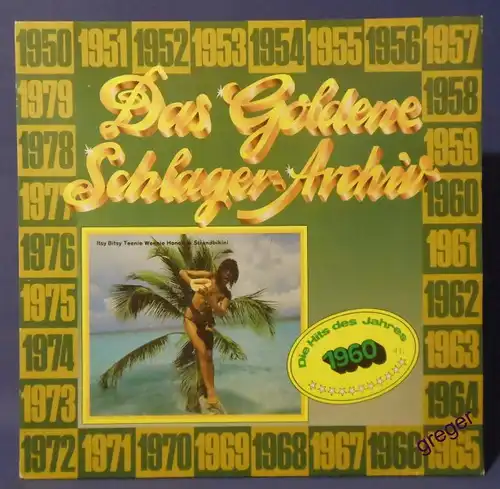 1950 1951 1952 1953 1954 1955 1956 1957
Das Goldene
Schlager-Archiv
1979
1978
1977
1976
1975
1974
1973
1958
1959
1960
1961
1962
1963
1964
Itsy Bitsy Teenie Weenie Honolulu Strandbikini
Die Hits des Jahres
1960
1972 1971 1970 1969 1968 1967 1966 1965
greger